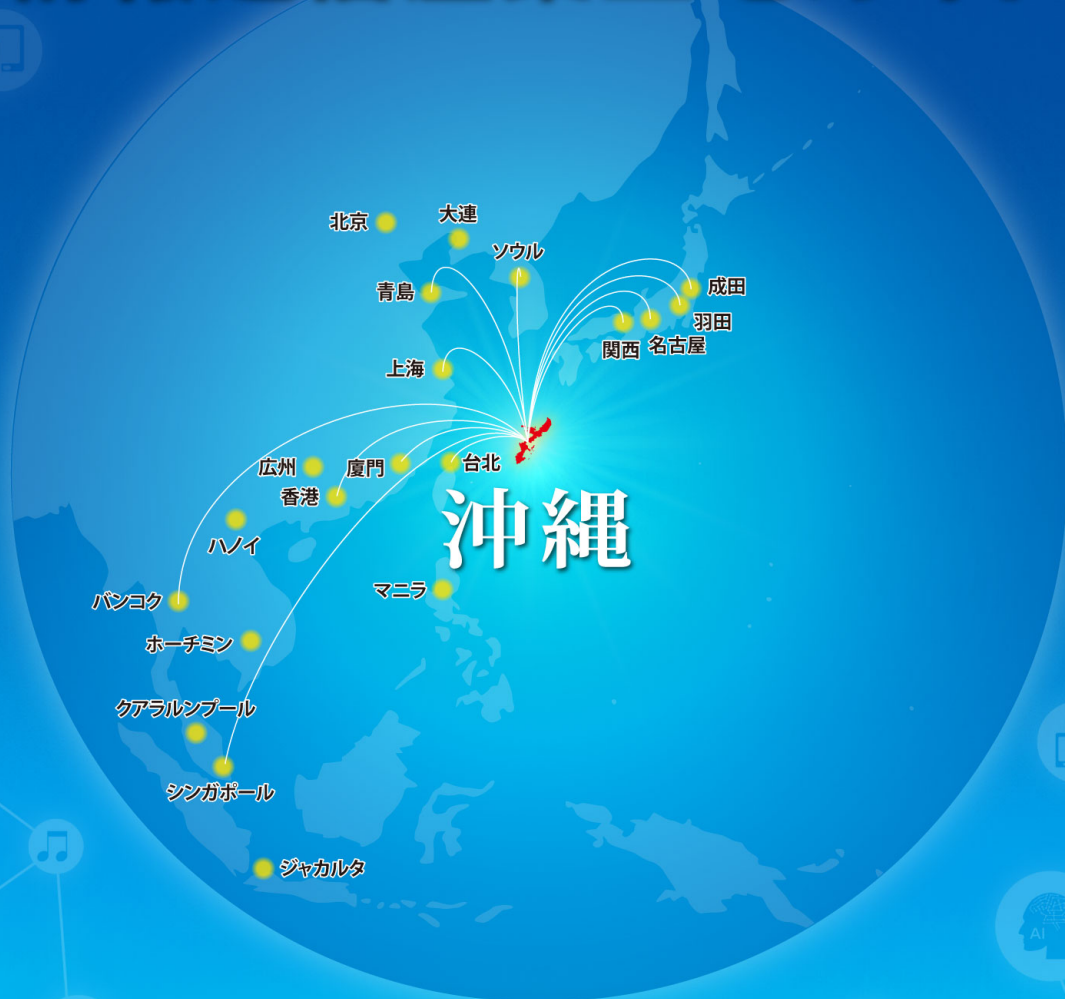 北京
大連
ソウル
青島
成田
羽田
関西
名古屋
上海
広州
廈門
台北
香港
沖縄
ハノイ
マニラ
バンコク
ホーチミン
クアラルンプール
シンガポール
ジャカルタ
AI